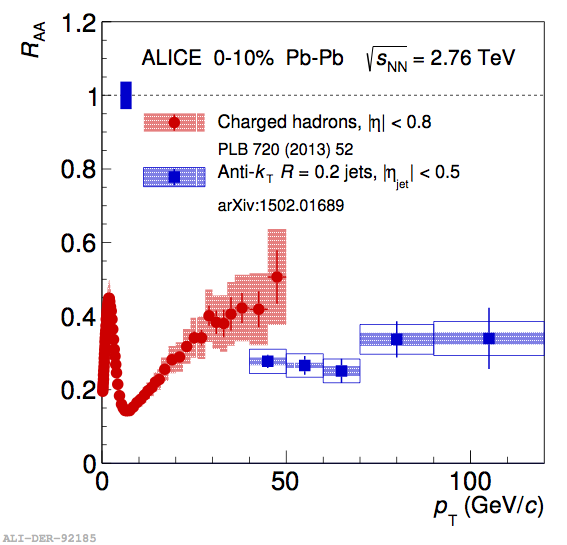 1.2
R_AA
ALICE 0-10% Pb-Pb √s_NN = 2.76 TeV
1
Charged hadrons, |η| < 0.8
PLB 720 (2013) 52
0.8
Anti-k_T R = 0.2 jets, |η_jet| < 0.5
arXiv:1502.01689
0.6
0.4
0.2
0
0 50 100
p_T (GeV/c)
ALI-DER-92185